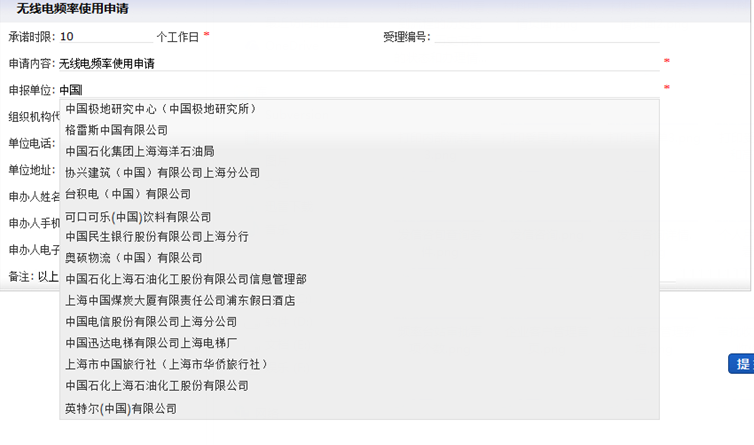 无线电频率使用申请
承诺时限: 10 个工作日 * 受理编号:
申请内容: 无线电频率使用申请 *
申报单位: 中国 *
组织机构代
中国极地研究中心（中国极地研究所）
格雷斯中国有限公司
单位电话:
中国石化集团上海海洋石油局
单位地址:
协兴建筑（中国）有限公司上海分公司
申办人姓名
台积电（中国）有限公司
申办人手机
可口可乐(中国)饮料有限公司
中国民生银行股份有限公司上海分行
申办人电子
奥硕物流（中国）有限公司
备注: 以上
中国石化上海石油化工股份有限公司信息管理部
上海中国煤炭大厦有限责任公司浦东假日酒店
中国电信股份有限公司上海分公司
中国迅达电梯有限公司上海电梯厂
上海市中国旅行社（上海市华侨旅行社）
提
中国石化上海石油化工股份有限公司
英特尔(中国)有限公司